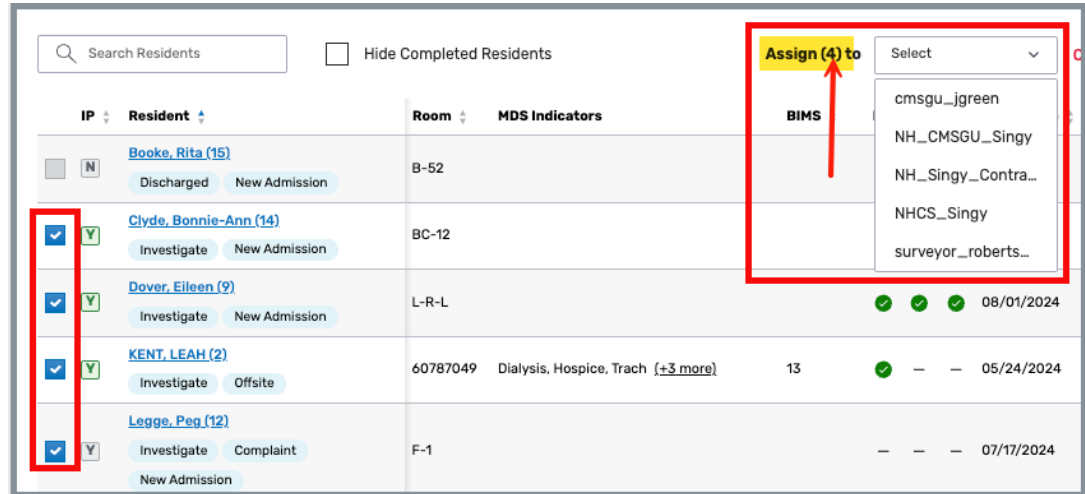 Search Residents
Hide Completed Residents
Assign (4) to
Select
cmsgu_jgreen
NH_CMSGU_Singy
NH_Singy_Contra...
NHCS_Singy
surveyor_roberts...
IP Resident Room MDS Indicators BIMS
N Booke, Rita (15) B-52
Discharged New Admission
Y Clyde, Bonnie-Ann (14) BC-12
Investigate New Admission
Y Dover, Eileen (9) L-R-L 08/01/2024
Investigate New Admission
Y KENT, LEAH (2) 60787049 Dialysis, Hospice, Trach (+3 more) 13 – – 05/24/2024
Investigate Offsite
Y Legge, Peg (12) F-1 – – – 07/17/2024
Investigate Complaint
New Admission